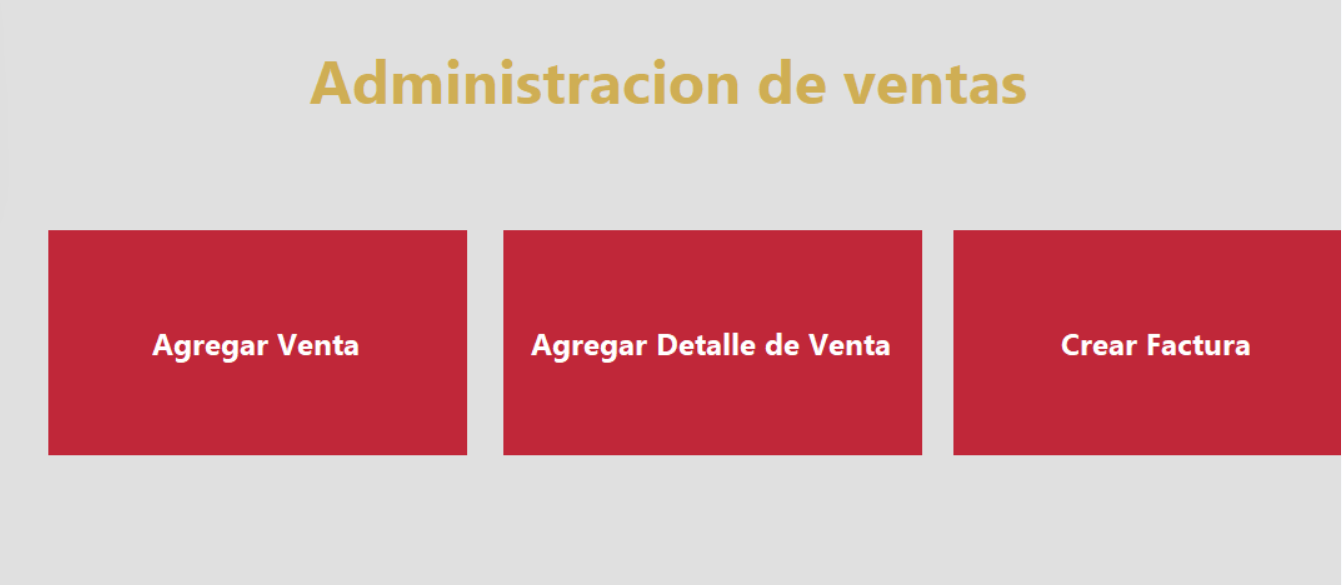 Administracion de ventas
Agregar Venta
Agregar Detalle de Venta
Crear Factura